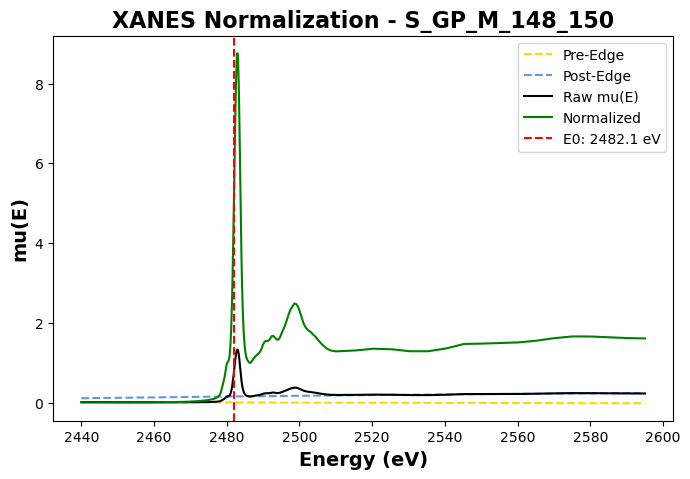 XANES Normalization - S_GP_M_148_150
Pre-Edge
Post-Edge
Raw mu(E)
Normalized
E0: 2482.1 eV
mu(E)
8
6
4
2
0
2440 2460 2480 2500 2520 2540 2560 2580 2600
Energy (eV)